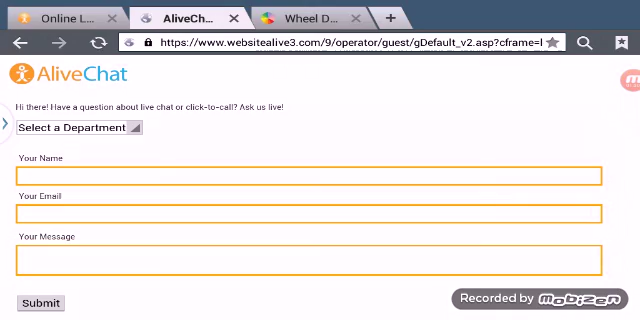 Online L... AliveCh... Wheel D...
https://www.websitealive3.com/9/operator/guest/gDefault_v2.asp?cframe=l
AliveChat
Hi there! Have a question about live chat or click-to-call? Ask us live!
Select a Department
Your Name
Your Email
Your Message
Submit
Recorded by Mobizen